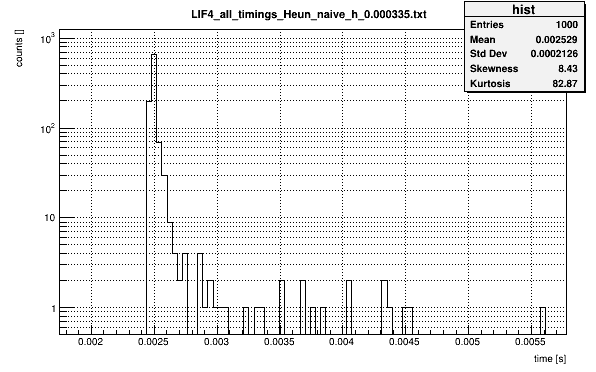 LIF4_all_timings_Heun_naive_h_0.000335.txt
hist
Entries 1000
Mean 0.002529
Std Dev 0.0002126
Skewness 8.43
Kurtosis 82.87
counts []
10³
10²
10
1
0.002 0.0025 0.003 0.0035 0.004 0.0045 0.005 0.0055
time [s]